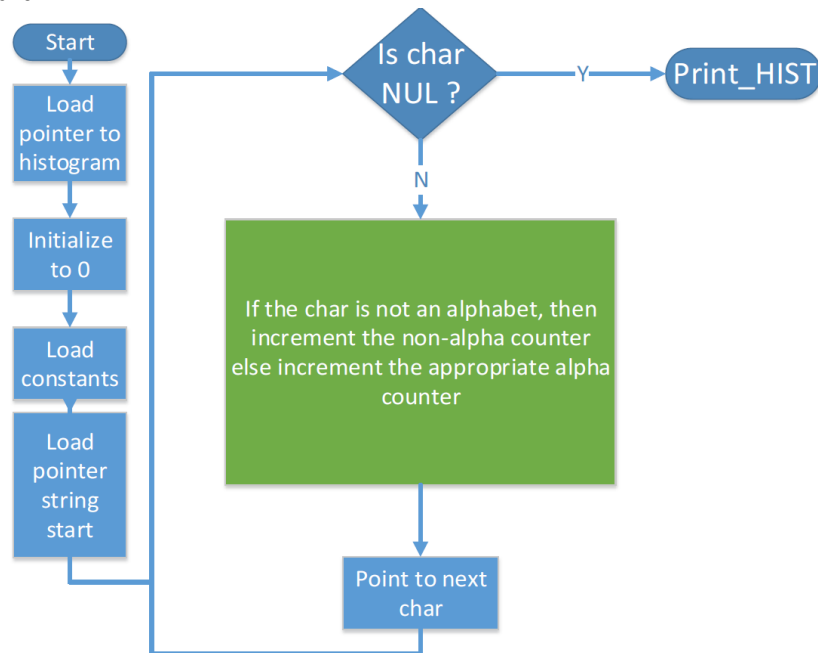 Start
Load
pointer to
histogram
Initialize
to 0
Load
constants
Load
pointer
string
start
Is char
NUL ?
Y
Print_HIST
N
If the char is not an alphabet, then
increment the non-alpha counter
else increment the appropriate alpha
counter
Point to next
char